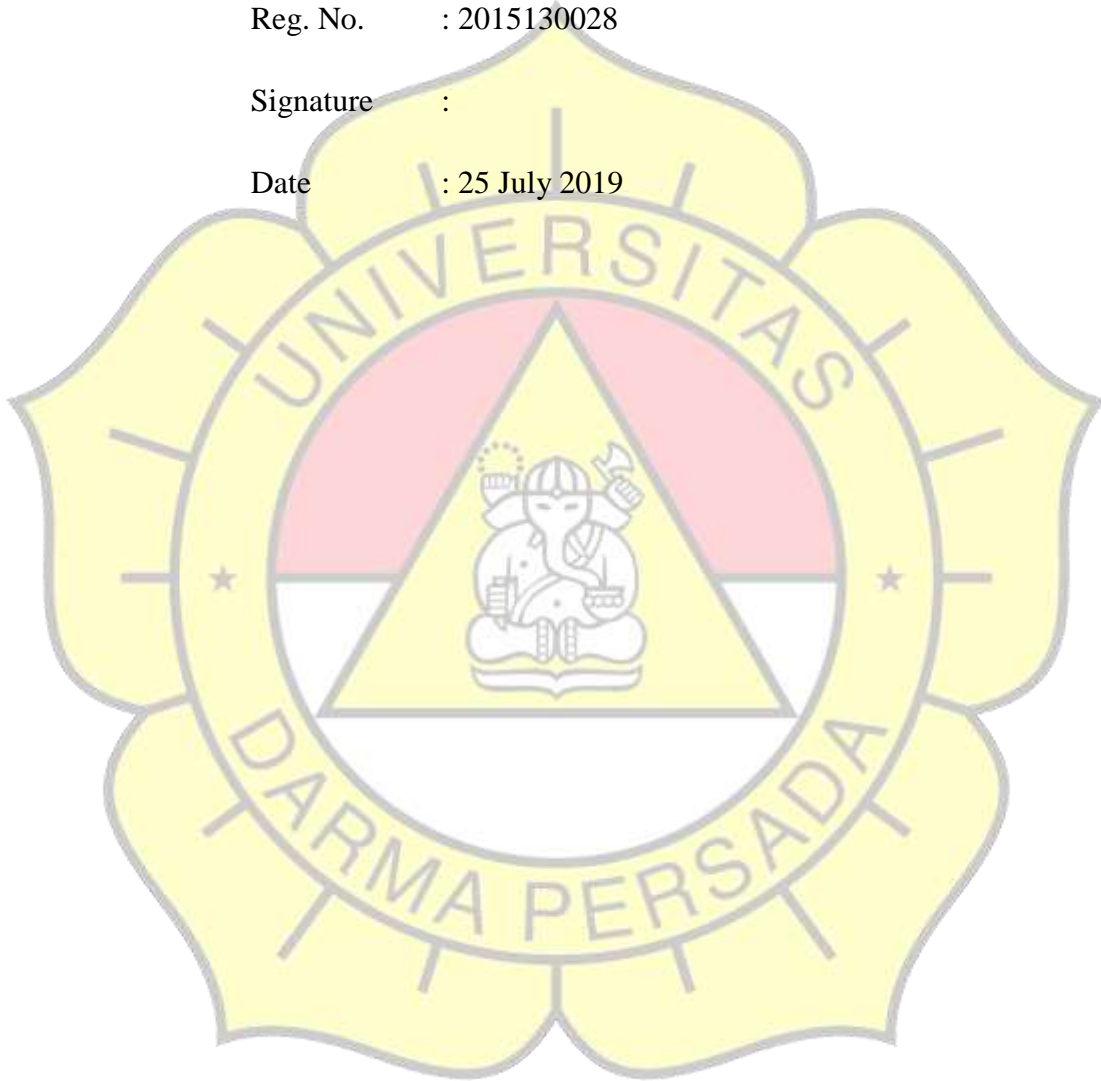 Reg. No. : 2015130028
Signature :
Date : 25 July 2019
UNIVERSITAS
DARMA PERSADA